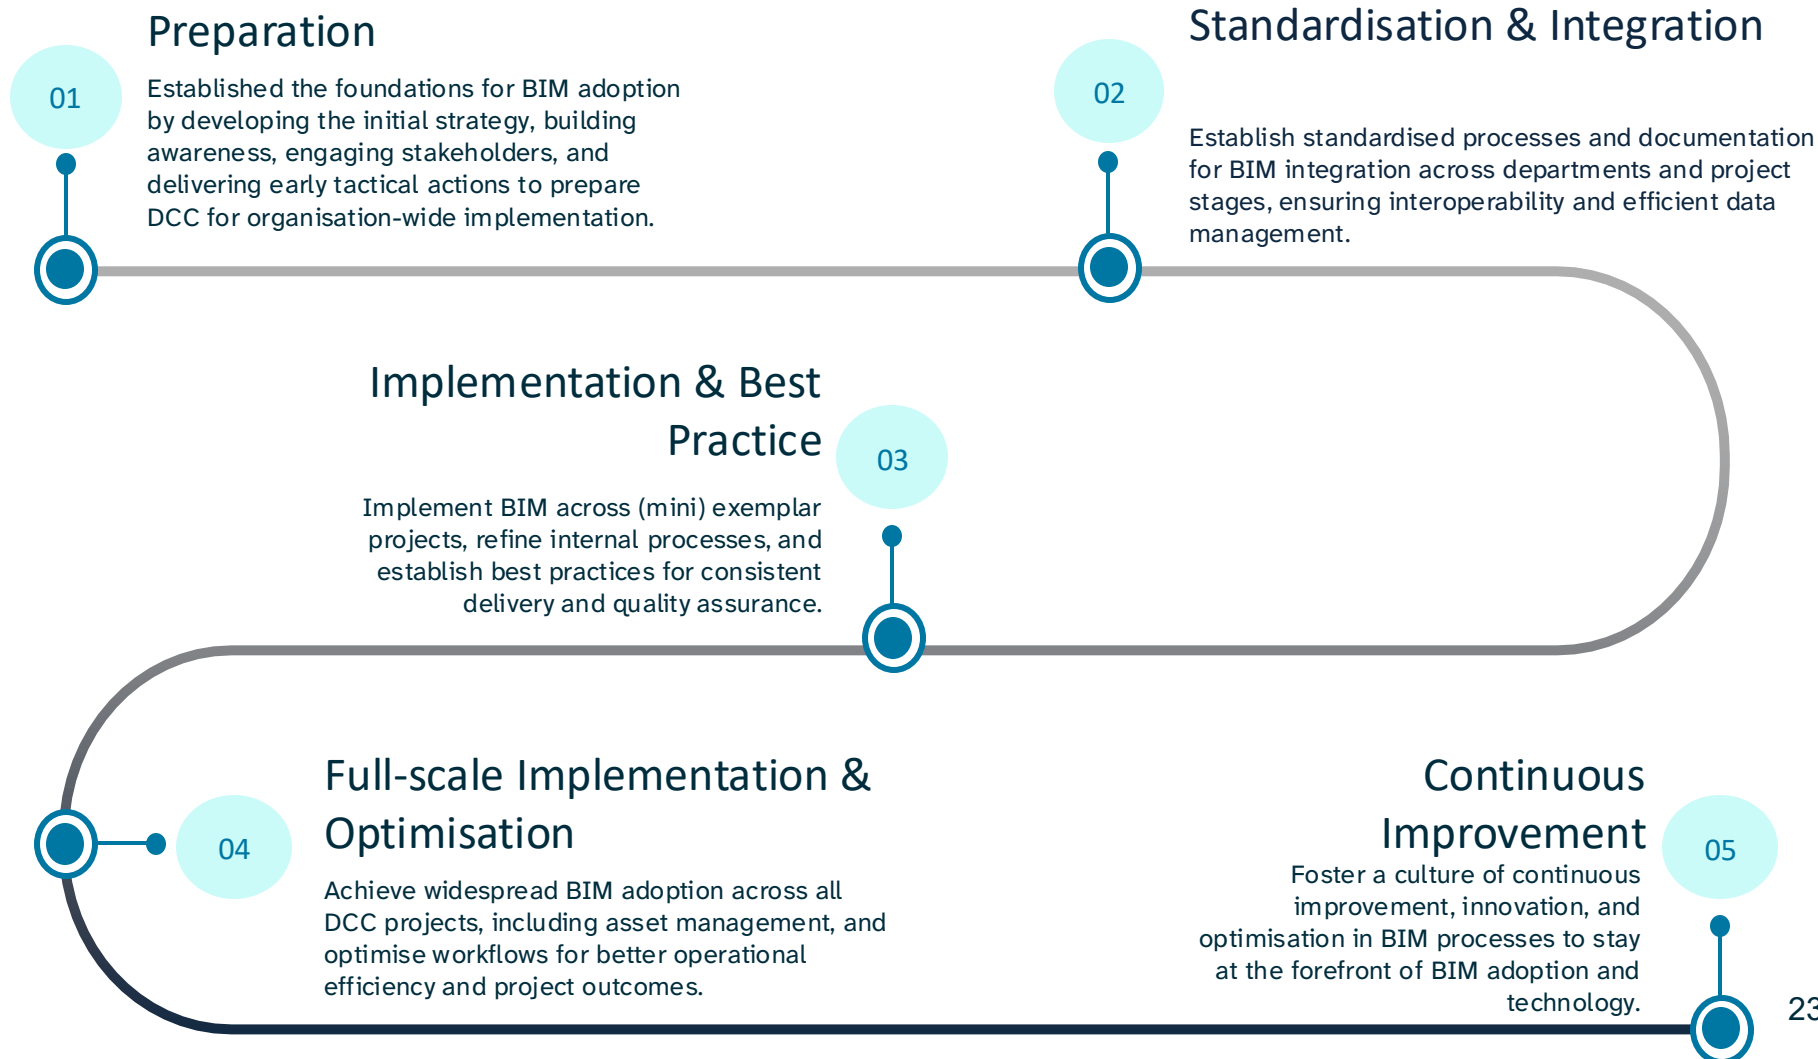 Preparation
01
Established the foundations for BIM adoption
by developing the initial strategy, building
awareness, engaging stakeholders, and
delivering early tactical actions to prepare
DCC for organisation-wide implementation.
Standardisation & Integration
02
Establish standardised processes and documentation
for BIM integration across departments and project
stages, ensuring interoperability and efficient data
management.
Implementation & Best
Practice
03
Implement BIM across (mini) exemplar
projects, refine internal processes, and
establish best practices for consistent
delivery and quality assurance.
Full-scale Implementation &
Optimisation
04
Achieve widespread BIM adoption across all
DCC projects, including asset management, and
optimise workflows for better operational
efficiency and project outcomes.
Continuous
Improvement
05
Foster a culture of continuous
improvement, innovation, and
optimisation in BIM processes to stay
at the forefront of BIM adoption and
technology.
23